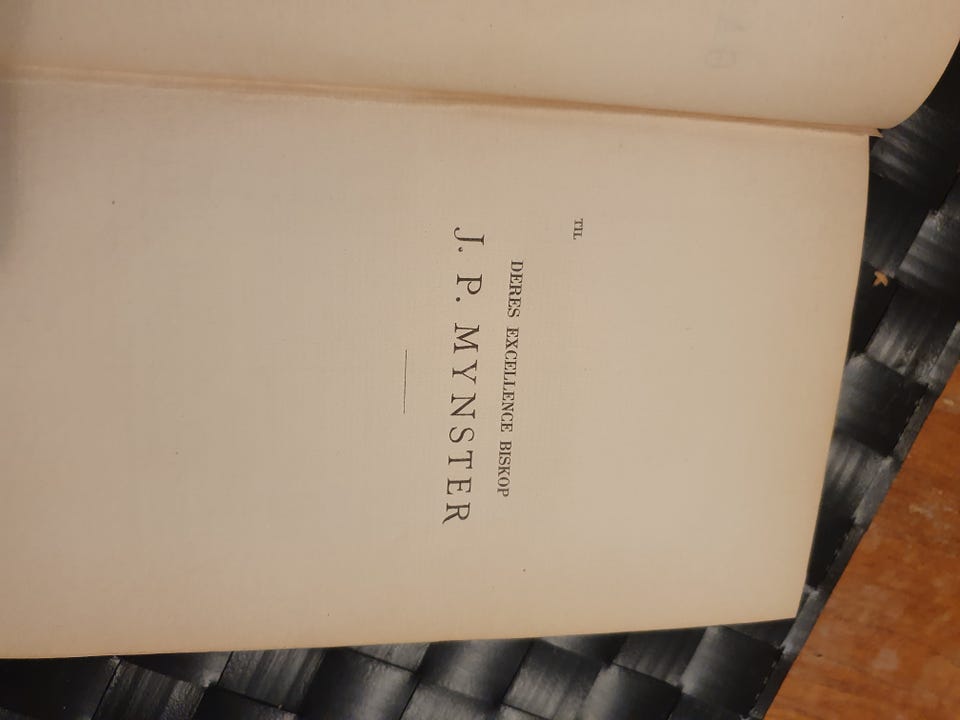 TIL
DERES EXCELLENCE BISKOP
J. P. MYNSTER